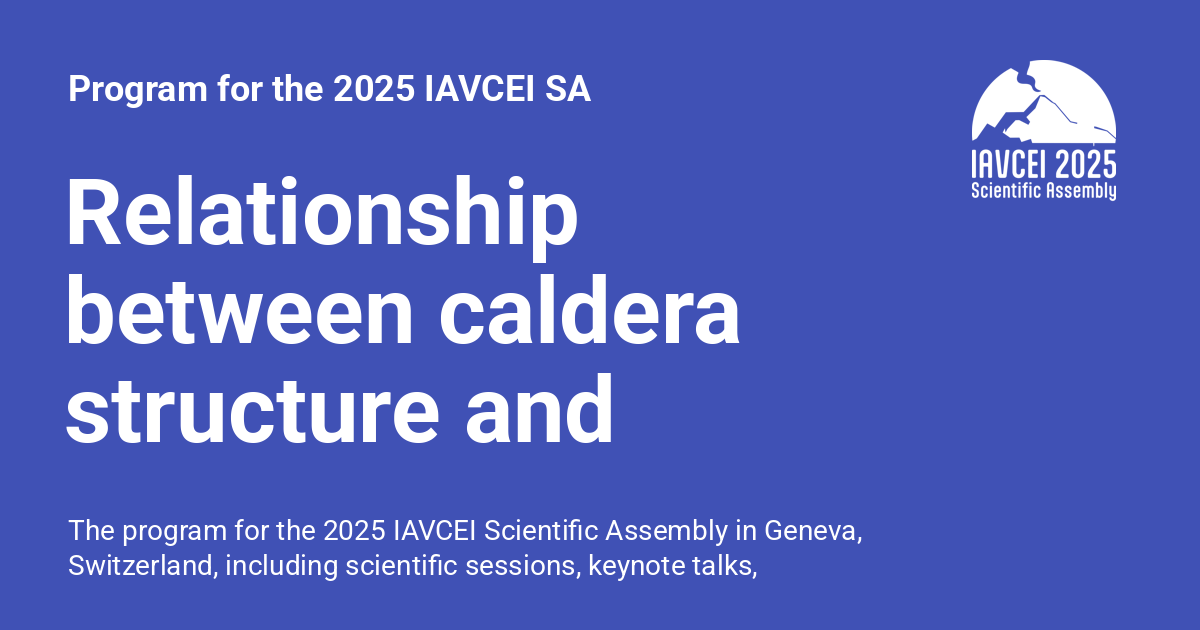 Program for the 2025 IAVCEI SA
IAVCEI 2025
Scientific Assembly
Relationship
between caldera
structure and
The program for the 2025 IAVCEI Scientific Assembly in Geneva,
Switzerland, including scientific sessions, keynote talks,